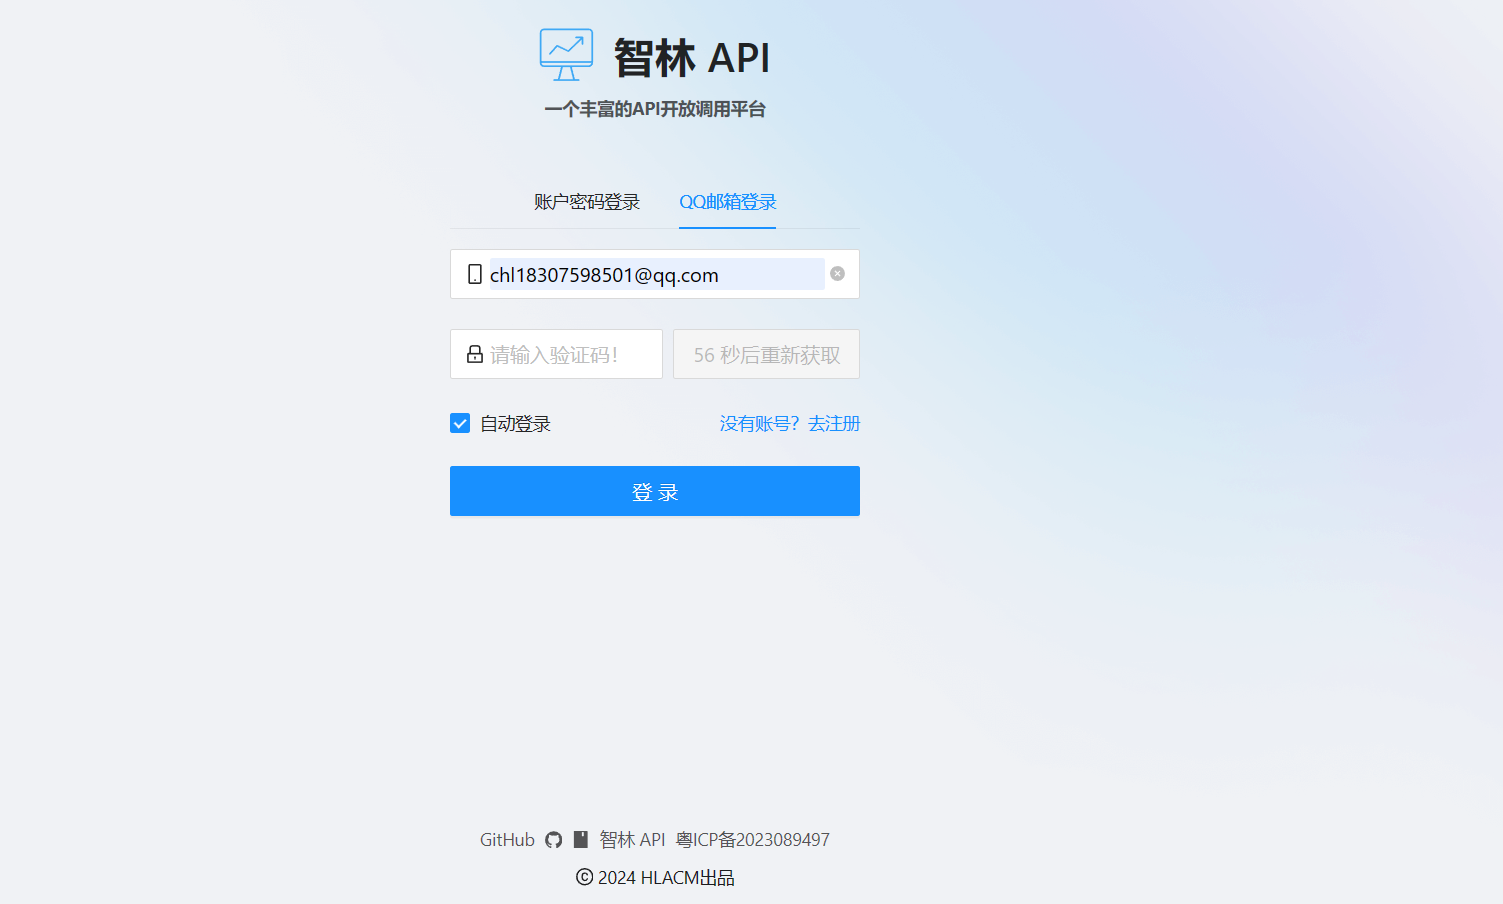 智林 API
一个丰富的API开放调用平台
账户密码登录 QQ邮箱登录
chl18307598501@qq.com
请输入验证码！ 56 秒后重新获取
自动登录 没有账号？去注册
登 录
GitHub 智林 API 粤ICP备2023089497
© 2024 HLACM出品